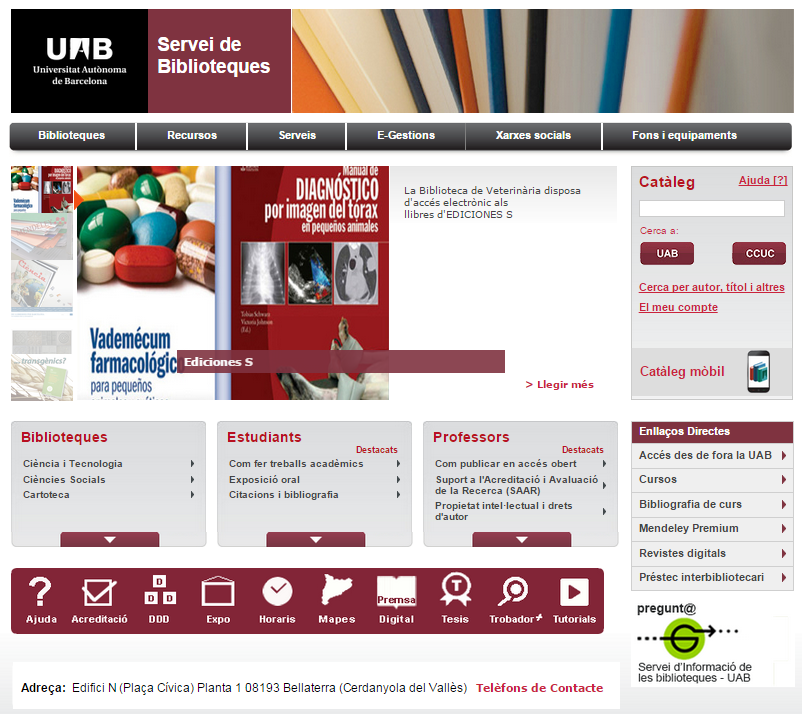 UAB
Universitat Autònoma
de Barcelona
Servei de
Biblioteques
Biblioteques
Recursos
Serveis
E-Gestions
Xarxes socials
Fons i equipaments
Vademécum
farmacológic
para pequeños
Manual de
DIAGNÓSTICO
por imagen del tórax
en pequeños animales
Tobias Schwarz
Victoria Johnson
(Ed.)
Ediciones S
La Biblioteca de Veterinària disposa
d'accés electrònic als
llibres d'EDICIONES S
> Llegir més
transgènics?
Catàleg
Ajuda [?]
Cerca a:
UAB
CCUC
Cerca per autor, títol i altres
El meu compte
Catàleg mòbil
Biblioteques
Ciència i Tecnologia
Ciències Socials
Cartoteca
Estudiants
Destacats
Com fer treballs acadèmics
Exposició oral
Citacions i bibliografia
Professors
Destacats
Com publicar en accés obert
Suport a l'Acreditació i Avaluació
de la Recerca (SAAR)
Propietat intel·lectual i drets
d'autor
Enllaços Directes
Accés des de fora la UAB
Cursos
Bibliografia de curs
Mendeley Premium
Revistes digitals
Préstec interbibliotecari
? Ajuda
Acreditació
D
D D
DDD
Expo
Horaris
Mapes
Premsa
Digital
T
Tesis
Trobador+
Tutorials
pregunt@
Servei d'Informació de
les biblioteques - UAB
Adreça: Edifici N (Plaça Cívica) Planta 1 08193 Bellaterra (Cerdanyola del Vallès) Telèfons de Contacte